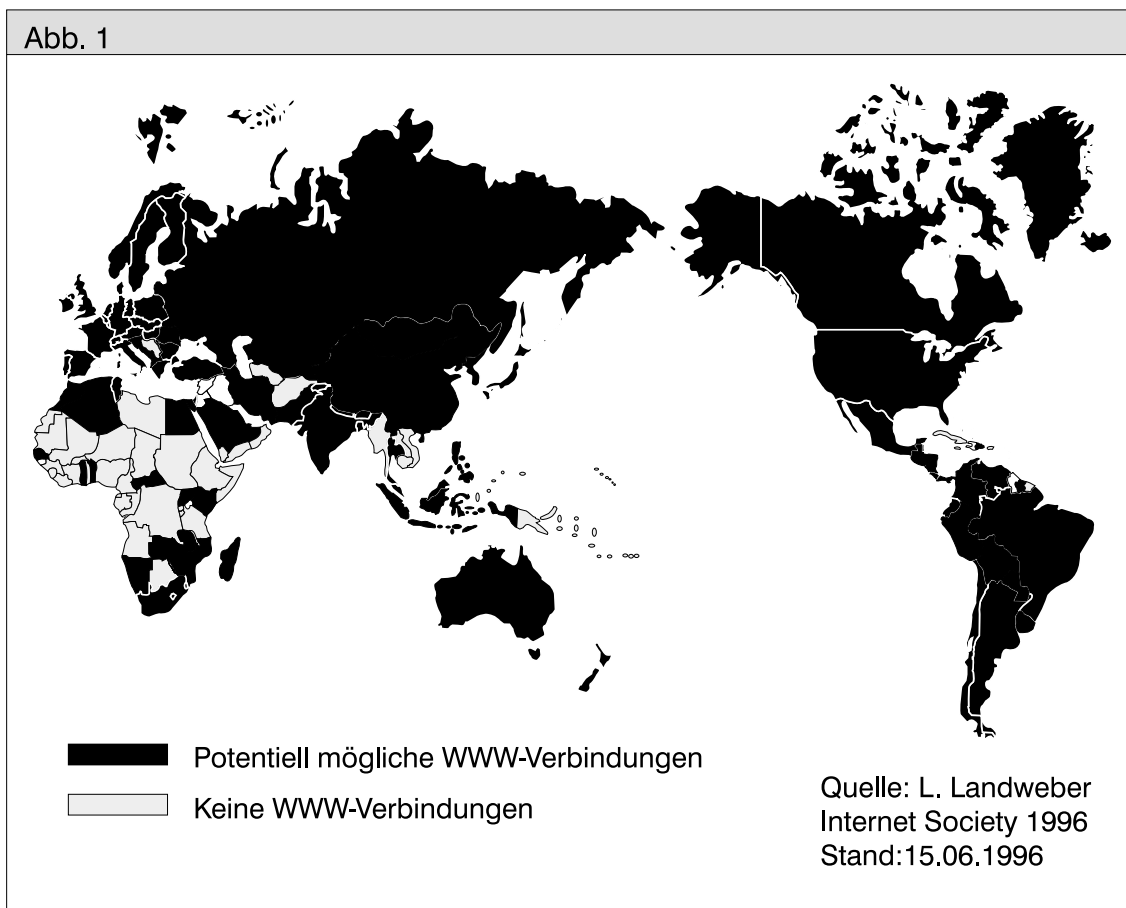 Abb. 1
Potentiell mögliche WWW-Verbindungen
Keine WWW-Verbindungen
Quelle: L. Landweber
Internet Society 1996
Stand:15.06.1996